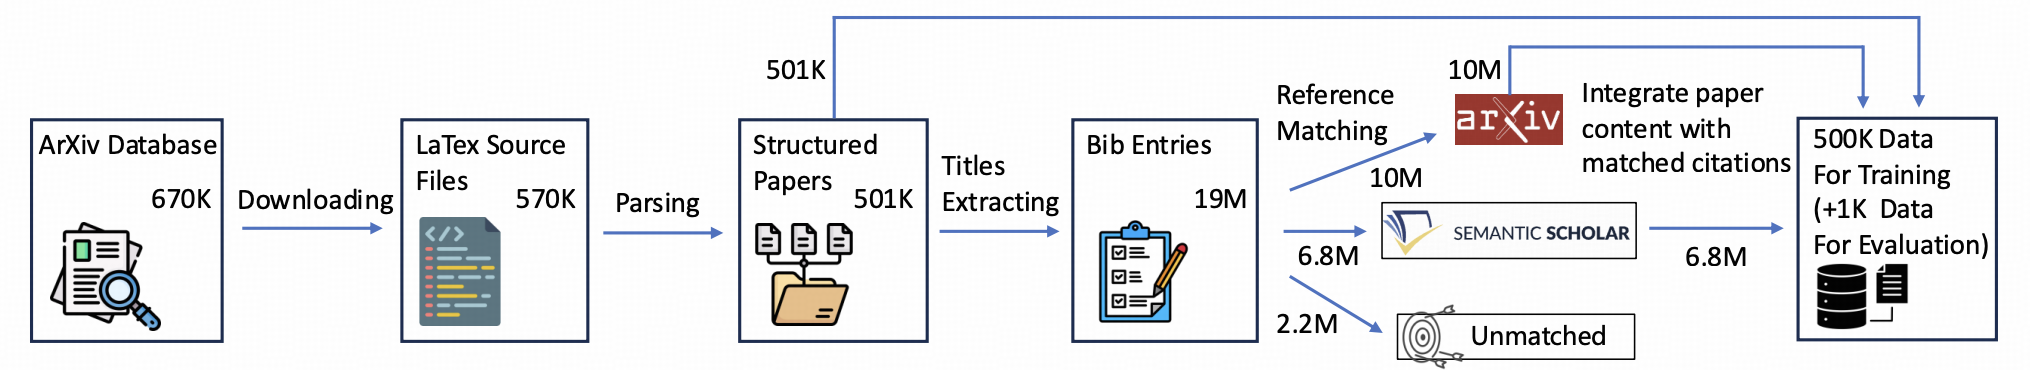 ArXiv Database
670K
Downloading
LaTex Source
Files
570K
</>
Parsing
501K
Structured
Papers
501K
Titles
Extracting
Bib Entries
19M
Reference
Matching
10M
arXiv
10M
Integrate paper
content with
matched citations
6.8M
SEMANTIC SCHOLAR
6.8M
2.2M
Unmatched
500K Data
For Training
(+1K Data
For Evaluation)